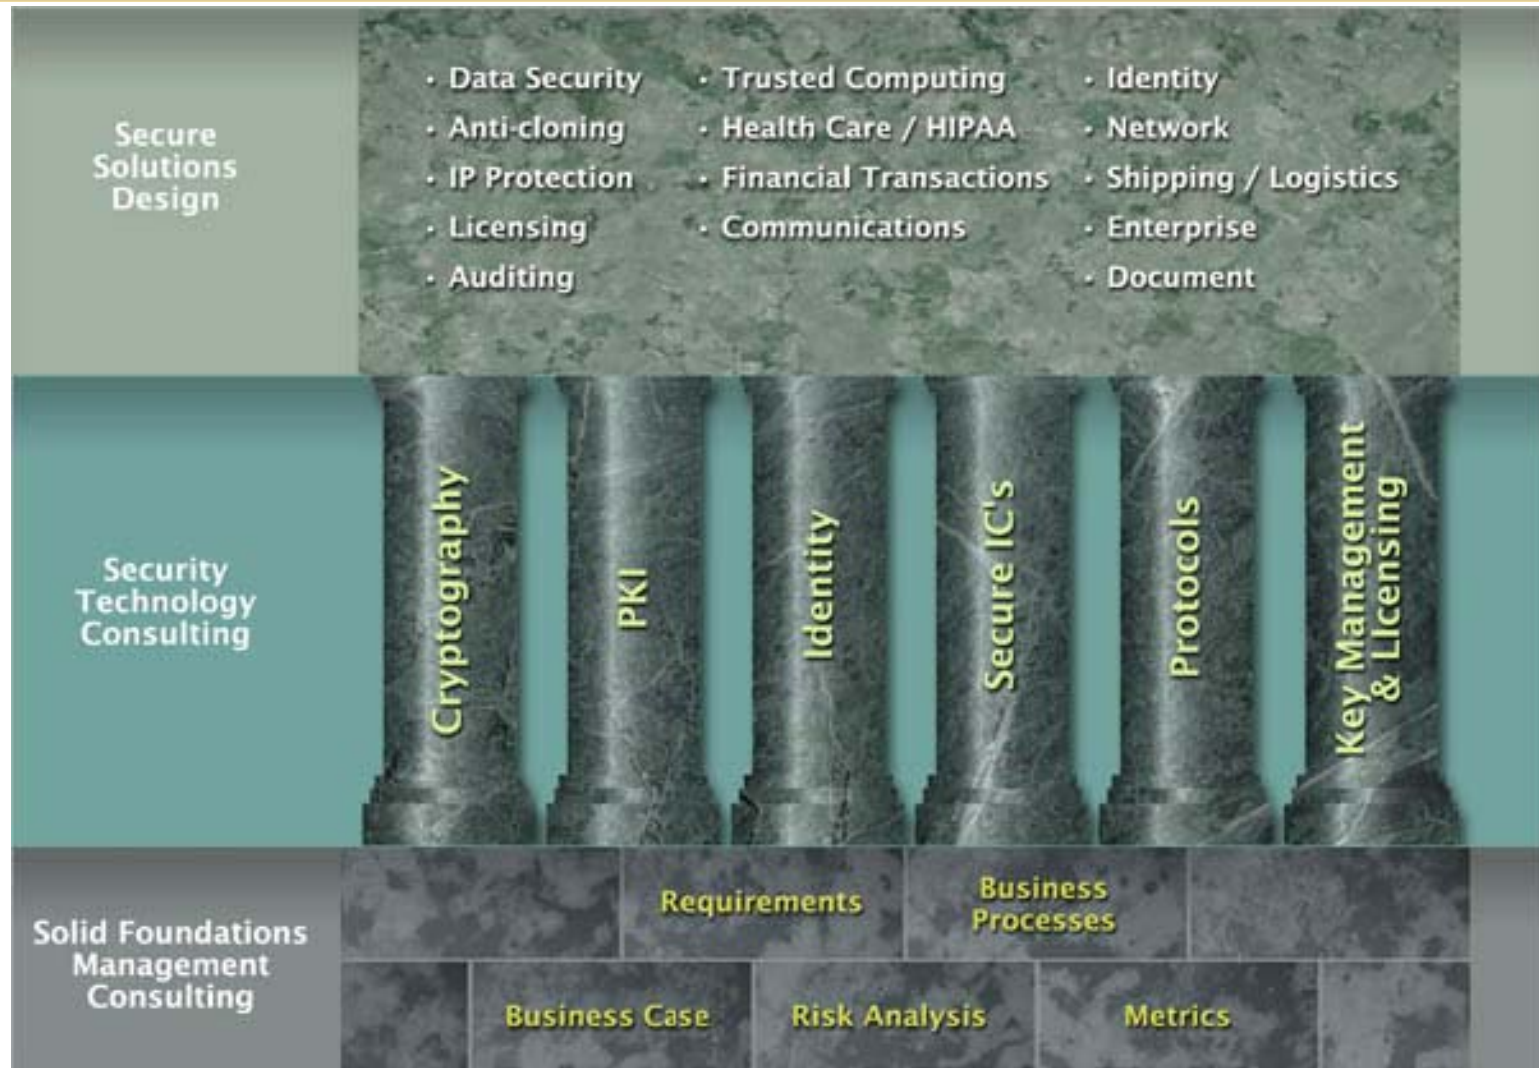 Secure
Solutions
Design
· Data Security
· Anti-cloning
· IP Protection
· Licensing
· Auditing
· Trusted Computing
· Health Care / HIPAA
· Financial Transactions
· Communications
· Identity
· Network
· Shipping / Logistics
· Enterprise
· Document
Security
Technology
Consulting
Cryptography
PKI
Identity
Secure IC's
Protocols
Key Management
& LIcensing
Solid Foundations
Management
Consulting
Requirements
Business
Processes
Business Case
Risk Analysis
Metrics